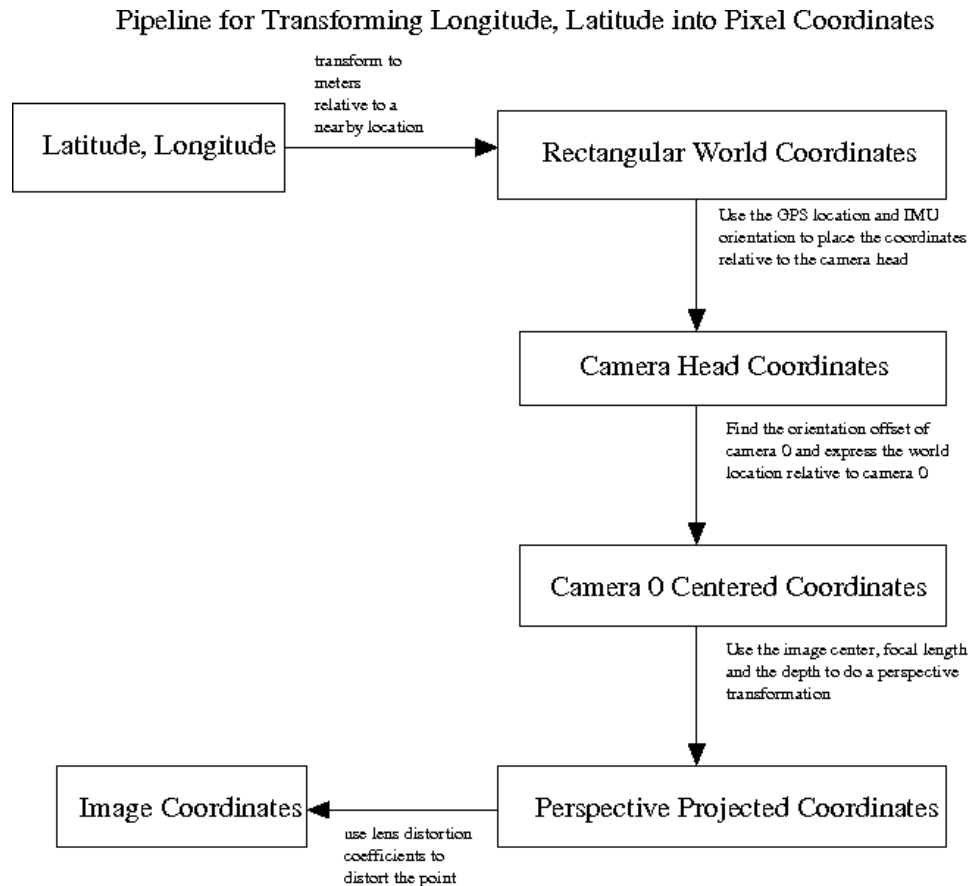 Pipeline for Transforming Longitude, Latitude into Pixel Coordinates
transform to
meters
relative to a
nearby location
Latitude, Longitude
Rectangular World Coordinates
Use the GPS location and IMU
orientation to place the coordinates
relative to the camera head
Camera Head Coordinates
Find the orientation offset of
camera 0 and express the world
location relative to camera 0
Camera 0 Centered Coordinates
Use the image center, focal length
and the depth to do a perspective
transformation
Perspective Projected Coordinates
Image Coordinates
use lens distortion
coefficients to
distort the point